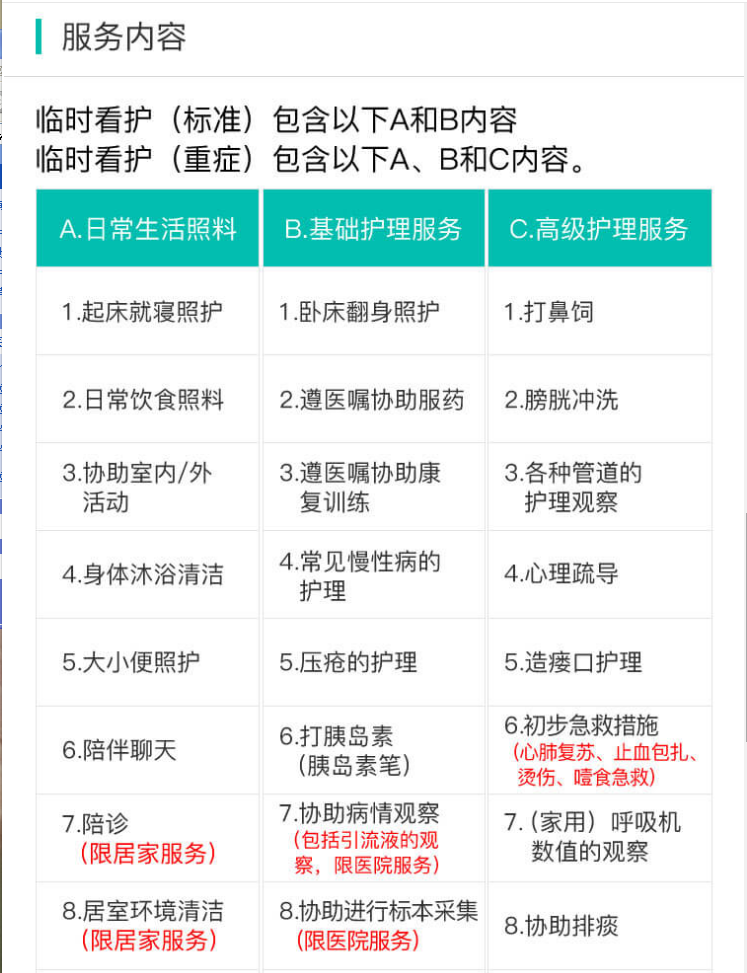 服务内容
临时看护（标准）包含以下A和B内容
临时看护（重症）包含以下A、B和C内容。
A.日常生活照料
B.基础护理服务
C.高级护理服务
1.起床就寝照护
1.卧床翻身照护
1.打鼻饲
2.日常饮食照料
2.遵医嘱协助服药
2.膀胱冲洗
3.协助室内/外
活动
3.遵医嘱协助康
复训练
3.各种管道的
护理观察
4.身体沐浴清洁
4.常见慢性病的
护理
4.心理疏导
5.大小便照护
5.压疮的护理
5.造瘘口护理
6.陪伴聊天
6.打胰岛素
（胰岛素笔）
6.初步急救措施
（心肺复苏、止血包扎、
烫伤、噎食急救）
7.陪诊
（限居家服务）
7.协助病情观察
（包括引流液的观
察，限医院服务）
7.（家用）呼吸机
数值的观察
8.居室环境清洁
（限居家服务）
8.协助进行标本采集
（限医院服务）
8.协助排痰